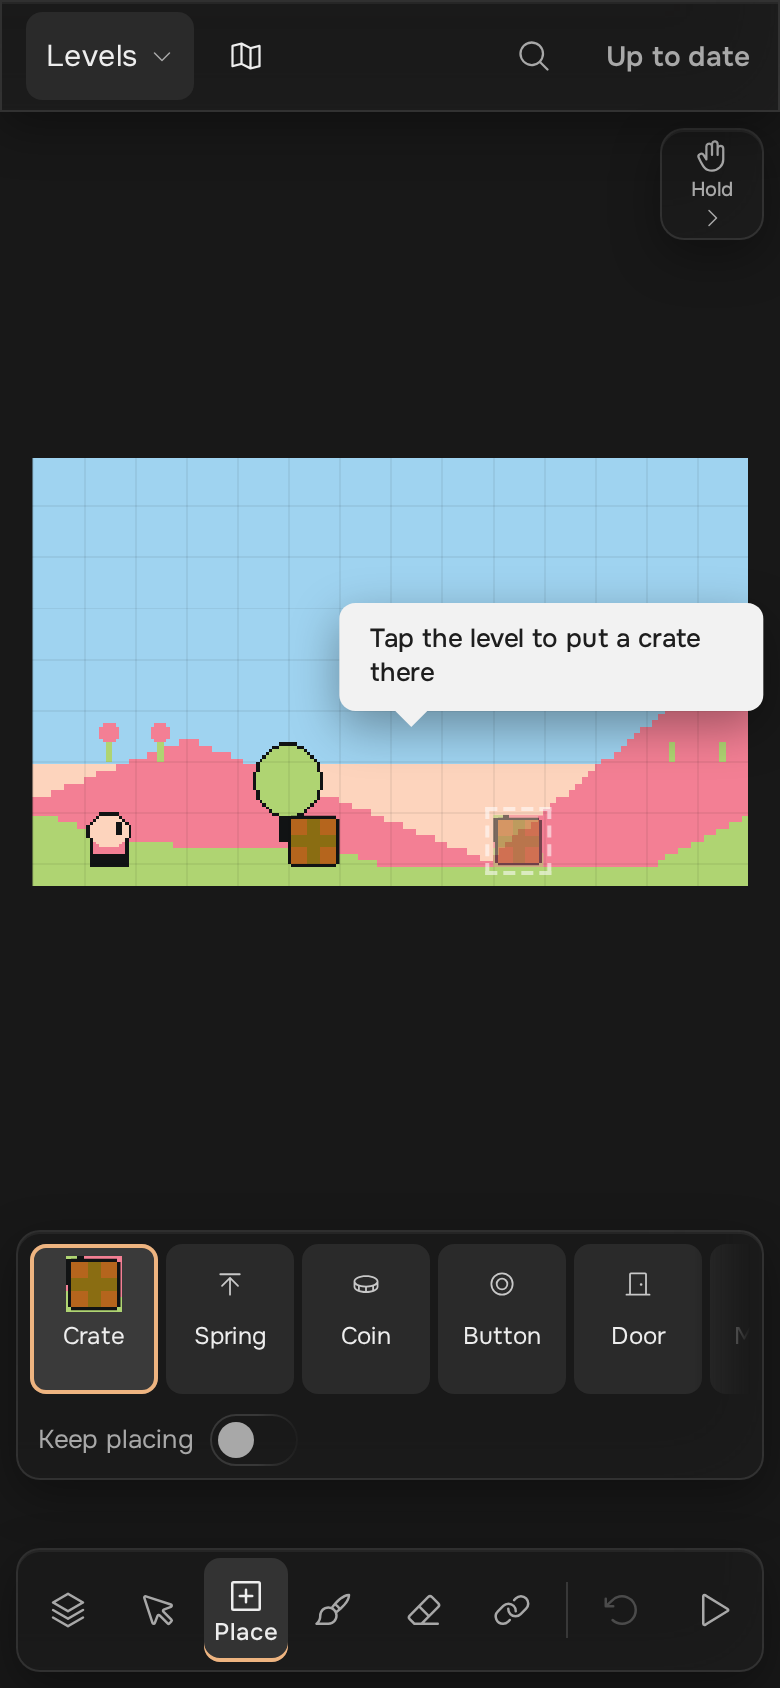 Levels
Up to date
Hold
Tap the level to put a crate
there
Crate
Spring
Coin
Button
Door
Keep placing
Place